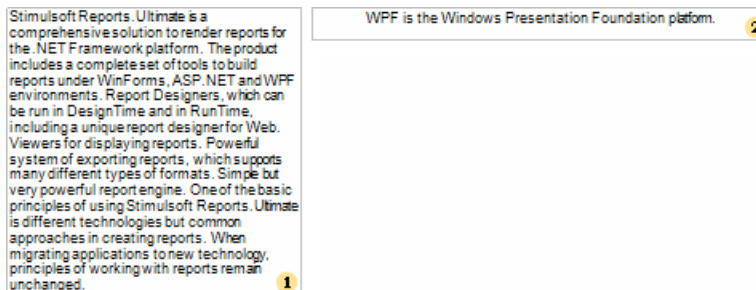 Stimulsoft Reports.Ultimate is a
comprehensive solution to render reports for
the .NET Framework platform. The product
includes a complete set of tools to build
reports under WinForms, ASP.NET and WPF
environments. Report Designers, which can
be run in DesignTime and in RunTime,
including a unique report designer for Web.
Viewers for displaying reports. Powerful
system of exporting reports, which supports
many different types of formats. Simple but
very powerful report engine. One of the basic
principles of using Stimulsoft Reports.Ultimate
is different technologies but common
approaches in creating reports. When
migrating applications to new technology,
principles of working with reports remain
unchanged.
1
WPF is the Windows Presentation Foundation platform.
2